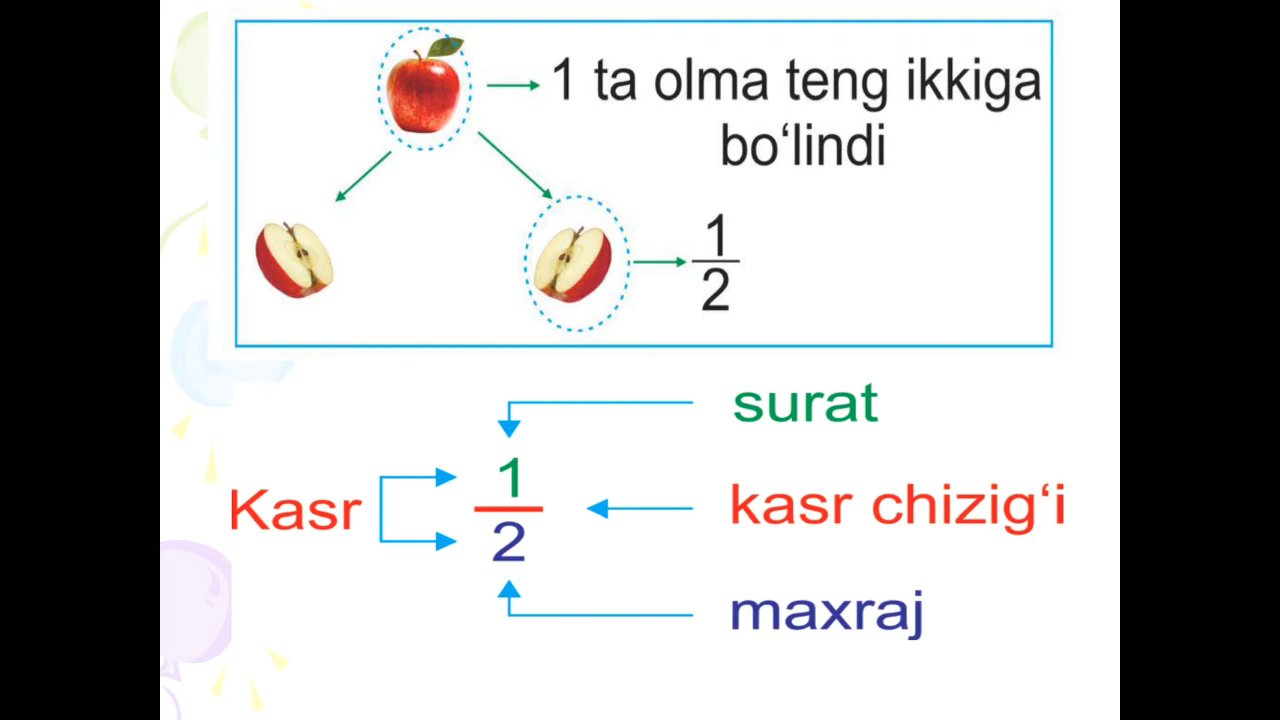 1 ta olma teng ikkiga
bo‘lindi
1
2
surat
Kasr
1
2
kasr chizig‘i
maxraj